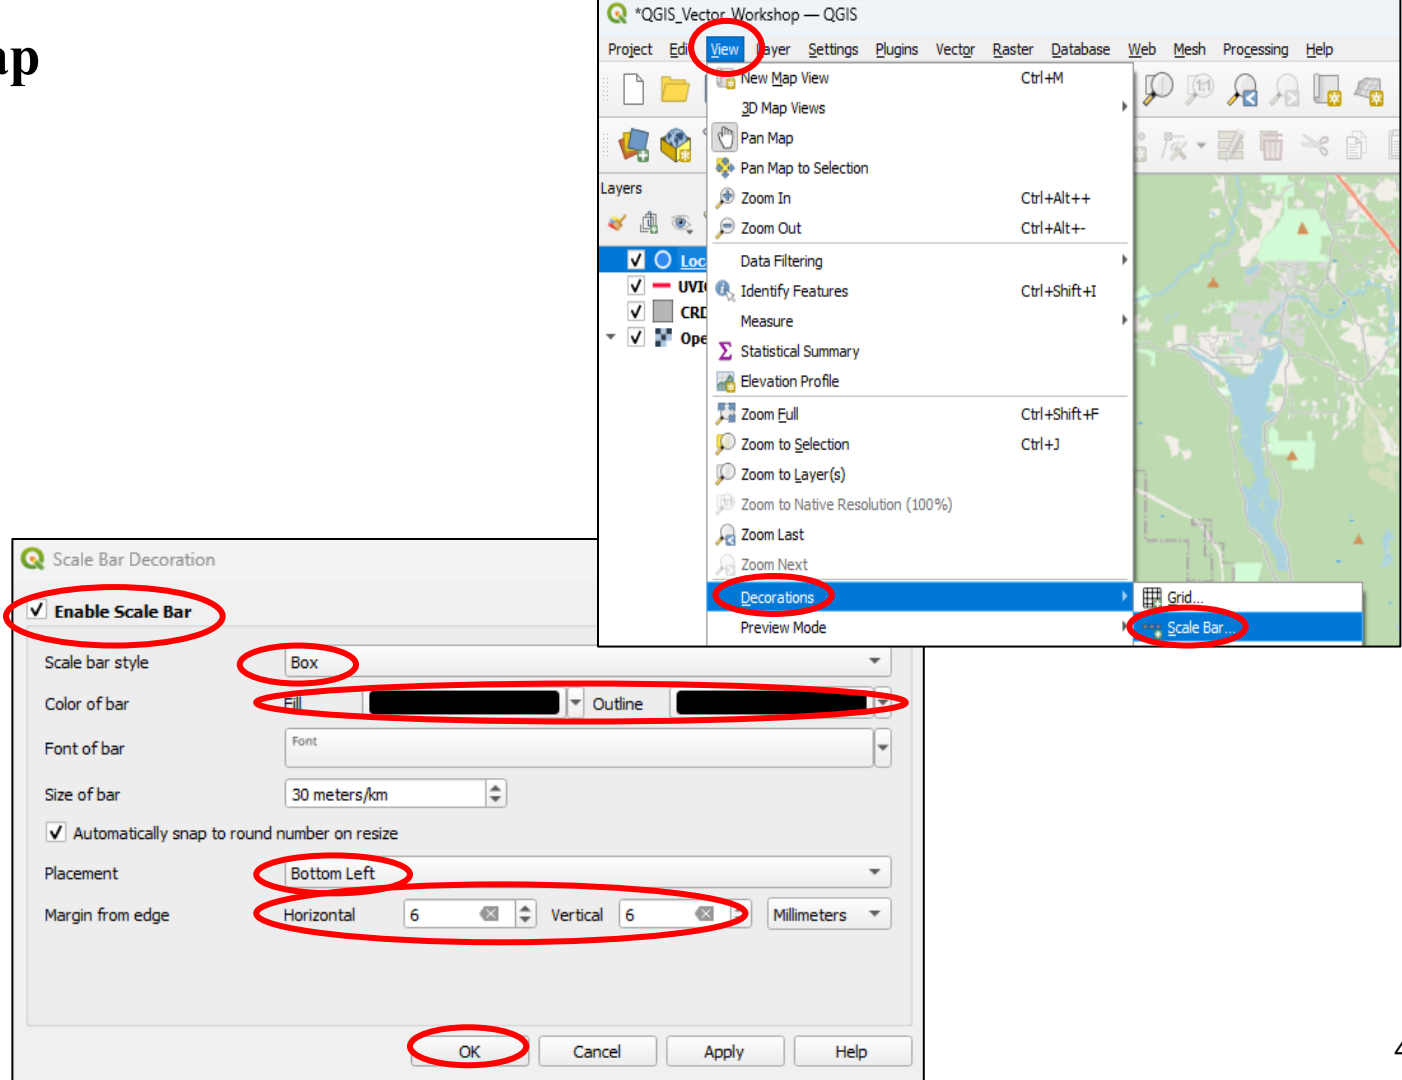 ap
*QGIS_Vector_Workshop — QGIS
Project Edi View Layer Settings Plugins Vector Raster Database Web Mesh Processing Help
New Map View Ctrl+M
3D Map Views
Pan Map
Pan Map to Selection
Layers
Zoom In Ctrl+Alt++
Zoom Out Ctrl+Alt+-
Loc
Data Filtering
UVI
Identify Features Ctrl+Shift+I
CRD
Measure
Ope
Statistical Summary
Elevation Profile
Zoom Full Ctrl+Shift+F
Zoom to Selection Ctrl+J
Zoom to Layer(s)
Zoom to Native Resolution (100%)
Zoom Last
Zoom Next
Decorations
Grid...
Preview Mode
Scale Bar...
Scale Bar Decoration
Enable Scale Bar
Scale bar style Box
Color of bar Fill Outline
Font of bar Font
Size of bar 30 meters/km
Automatically snap to round number on resize
Placement Bottom Left
Margin from edge Horizontal 6 Vertical 6 Millimeters
OK Cancel Apply Help
4